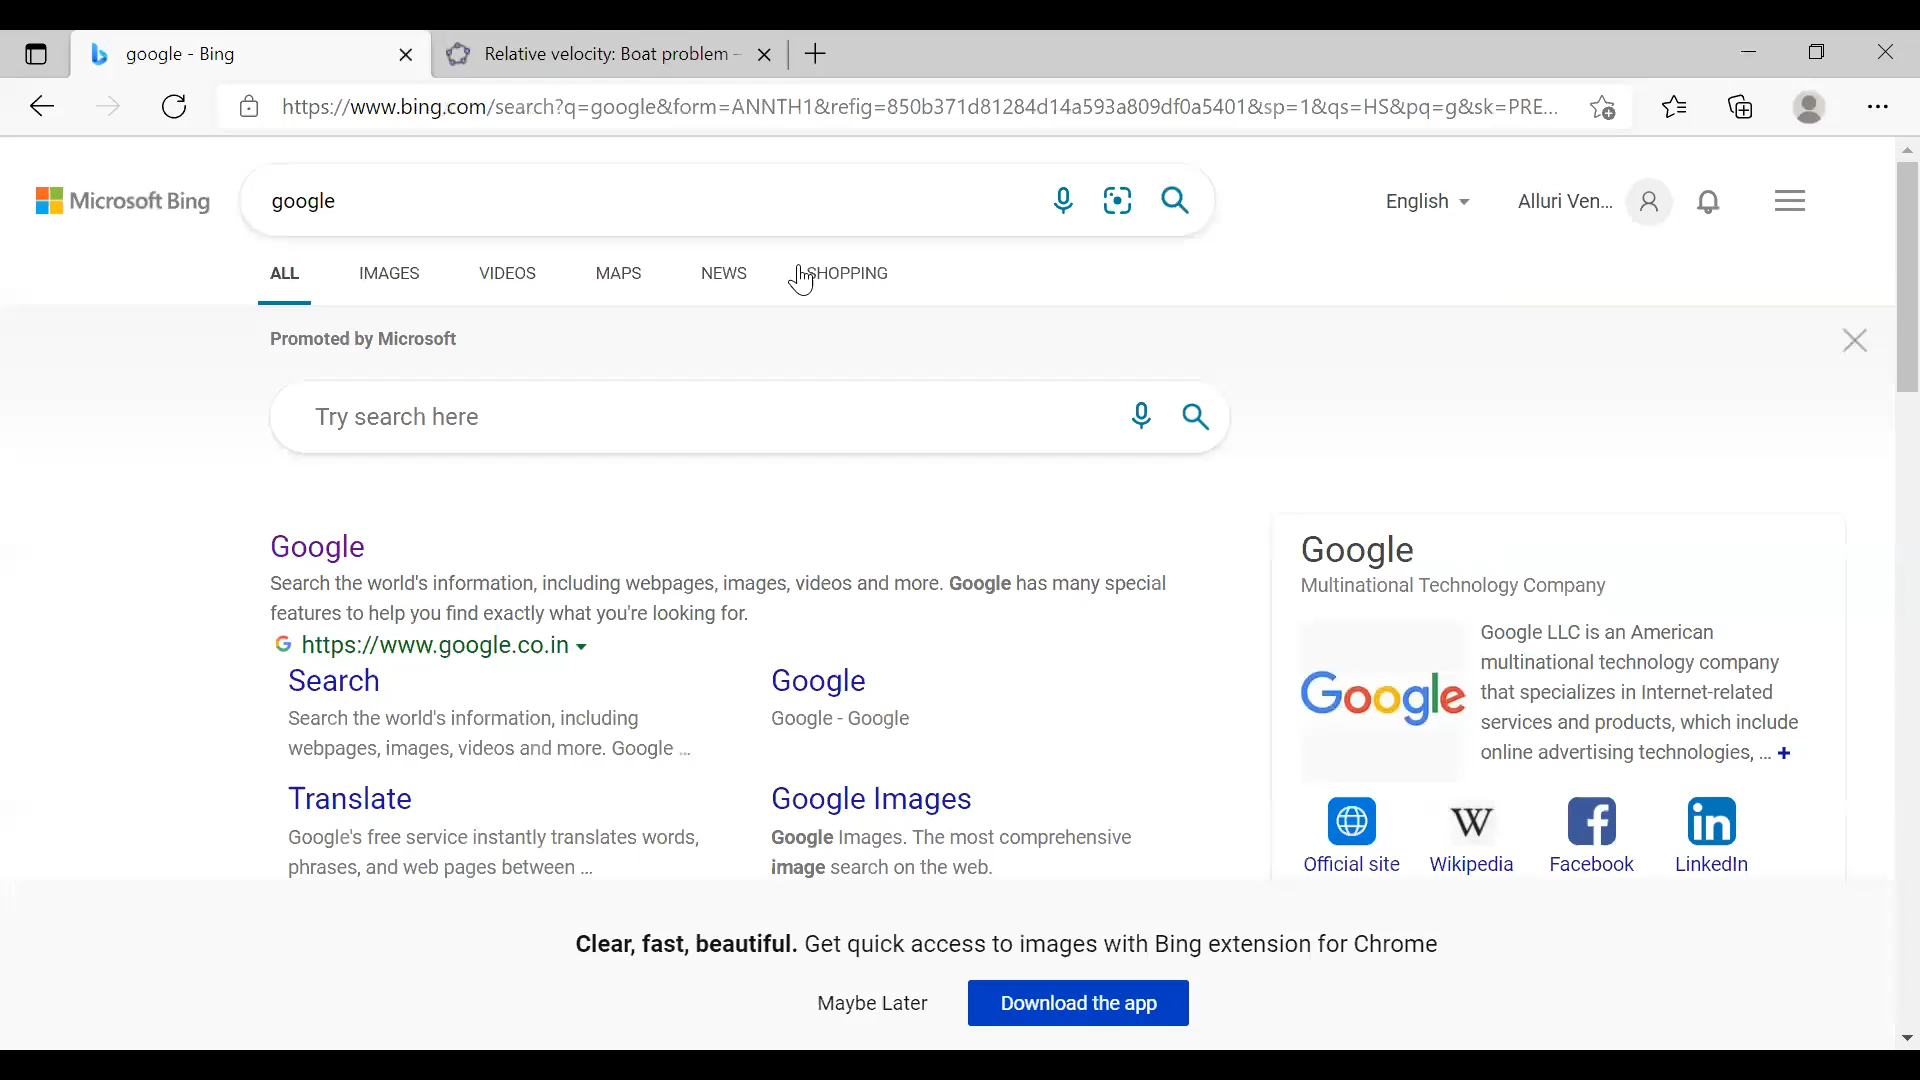 google - Bing
Relative velocity: Boat problem -
https://www.bing.com/search?q=google&form=ANNTH1&refig=850b371d81284d14a593a809df0a5401&sp=1&qs=HS&pq=g&sk=PRE...
Microsoft Bing
google
English
Alluri Ven...
ALL
IMAGES
VIDEOS
MAPS
NEWS
SHOPPING
Promoted by Microsoft
Try search here
Google
Search the world's information, including webpages, images, videos and more. Google has many special
features to help you find exactly what you're looking for.
https://www.google.co.in
Search
Search the world's information, including
webpages, images, videos and more. Google ...
Google
Google - Google
Translate
Google's free service instantly translates words,
phrases, and web pages between ...
Google Images
Google Images. The most comprehensive
image search on the web.
Google
Multinational Technology Company
Google
Google LLC is an American
multinational technology company
that specializes in Internet-related
services and products, which include
online advertising technologies, ... +
W
Official site
Wikipedia
Facebook
LinkedIn
Clear, fast, beautiful. Get quick access to images with Bing extension for Chrome
Maybe Later
Download the app